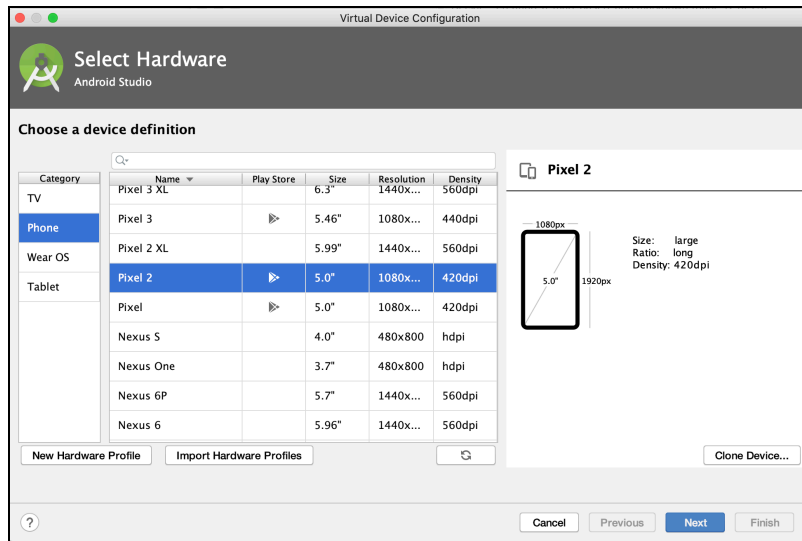 Virtual Device Configuration
Select Hardware
Android Studio
Choose a device definition
Category
TV
Phone
Wear OS
Tablet
Name Play Store Size Resolution Density
Pixel 3 XL 6.3" 1440x... 560dpi
Pixel 3 5.46" 1080x... 440dpi
Pixel 2 XL 5.99" 1440x... 560dpi
Pixel 2 5.0" 1080x... 420dpi
Pixel 5.0" 1080x... 420dpi
Nexus S 4.0" 480x800 hdpi
Nexus One 3.7" 480x800 hdpi
Nexus 6P 5.7" 1440x... 560dpi
Nexus 6 5.96" 1440x... 560dpi
New Hardware Profile Import Hardware Profiles
Pixel 2
1080px
5.0"
1920px
Size: large
Ratio: long
Density: 420dpi
Clone Device...
? Cancel Previous Next Finish